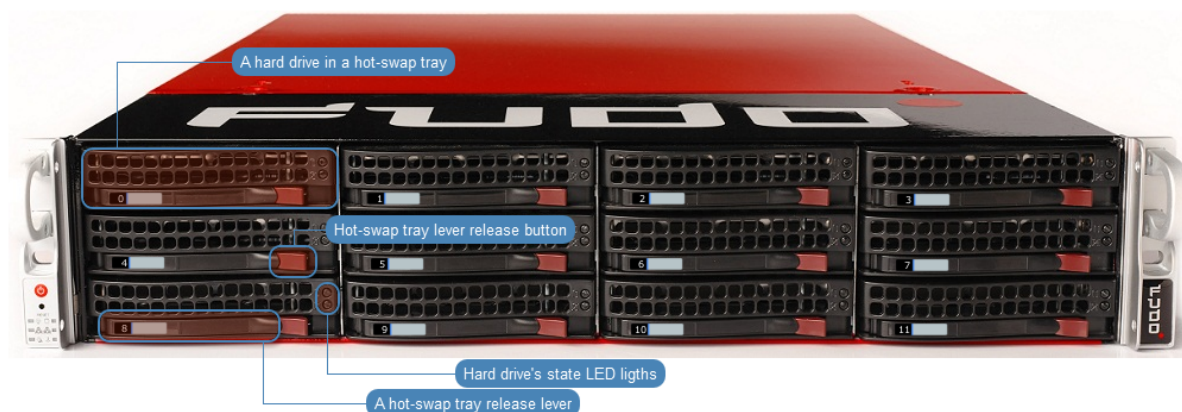 A hard drive in a hot-swap tray
FUDO
0
1
2
3
Hot-swap tray lever release button
4
5
6
7
8
9
10
11
FUDO
Hard drive's state LED ligths
A hot-swap tray release lever